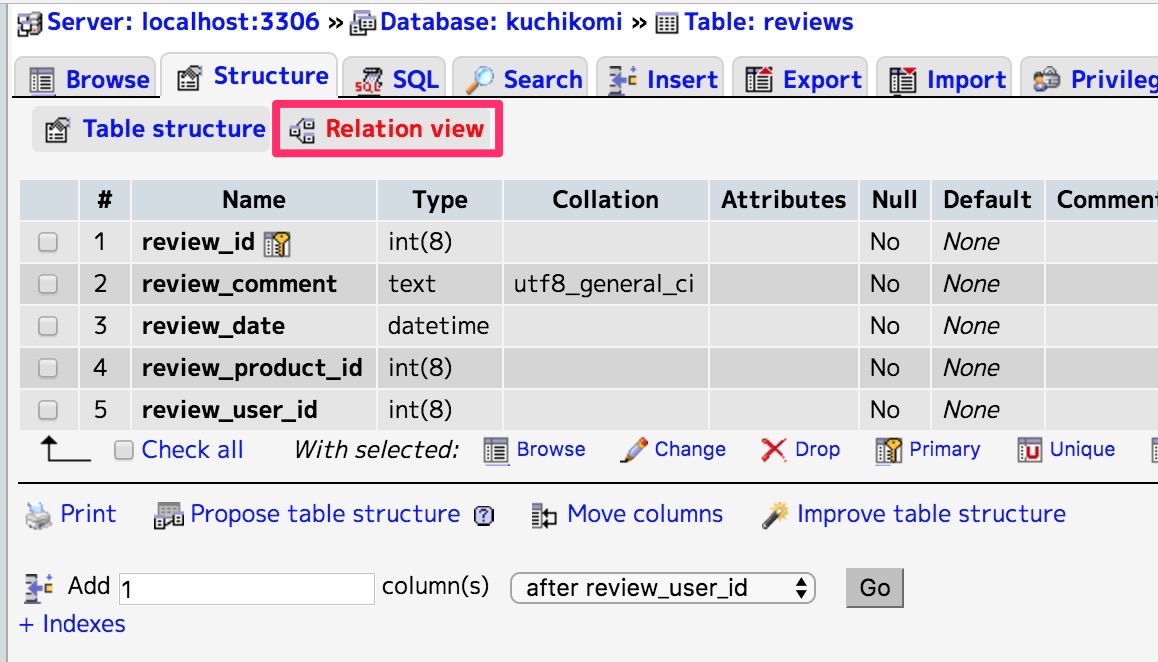 Server: localhost:3306 » Database: kuchikomi » Table: reviews
Browse Structure SQL Search Insert Export Import Privileg
Table structure Relation view
# Name Type Collation Attributes Null Default Comment
1 review_id int(8) No None
2 review_comment text utf8_general_ci No None
3 review_date datetime No None
4 review_product_id int(8) No None
5 review_user_id int(8) No None
Check all With selected: Browse Change Drop Primary Unique
Print Propose table structure Move columns Improve table structure
Add 1 column(s) after review_user_id Go
+ Indexes